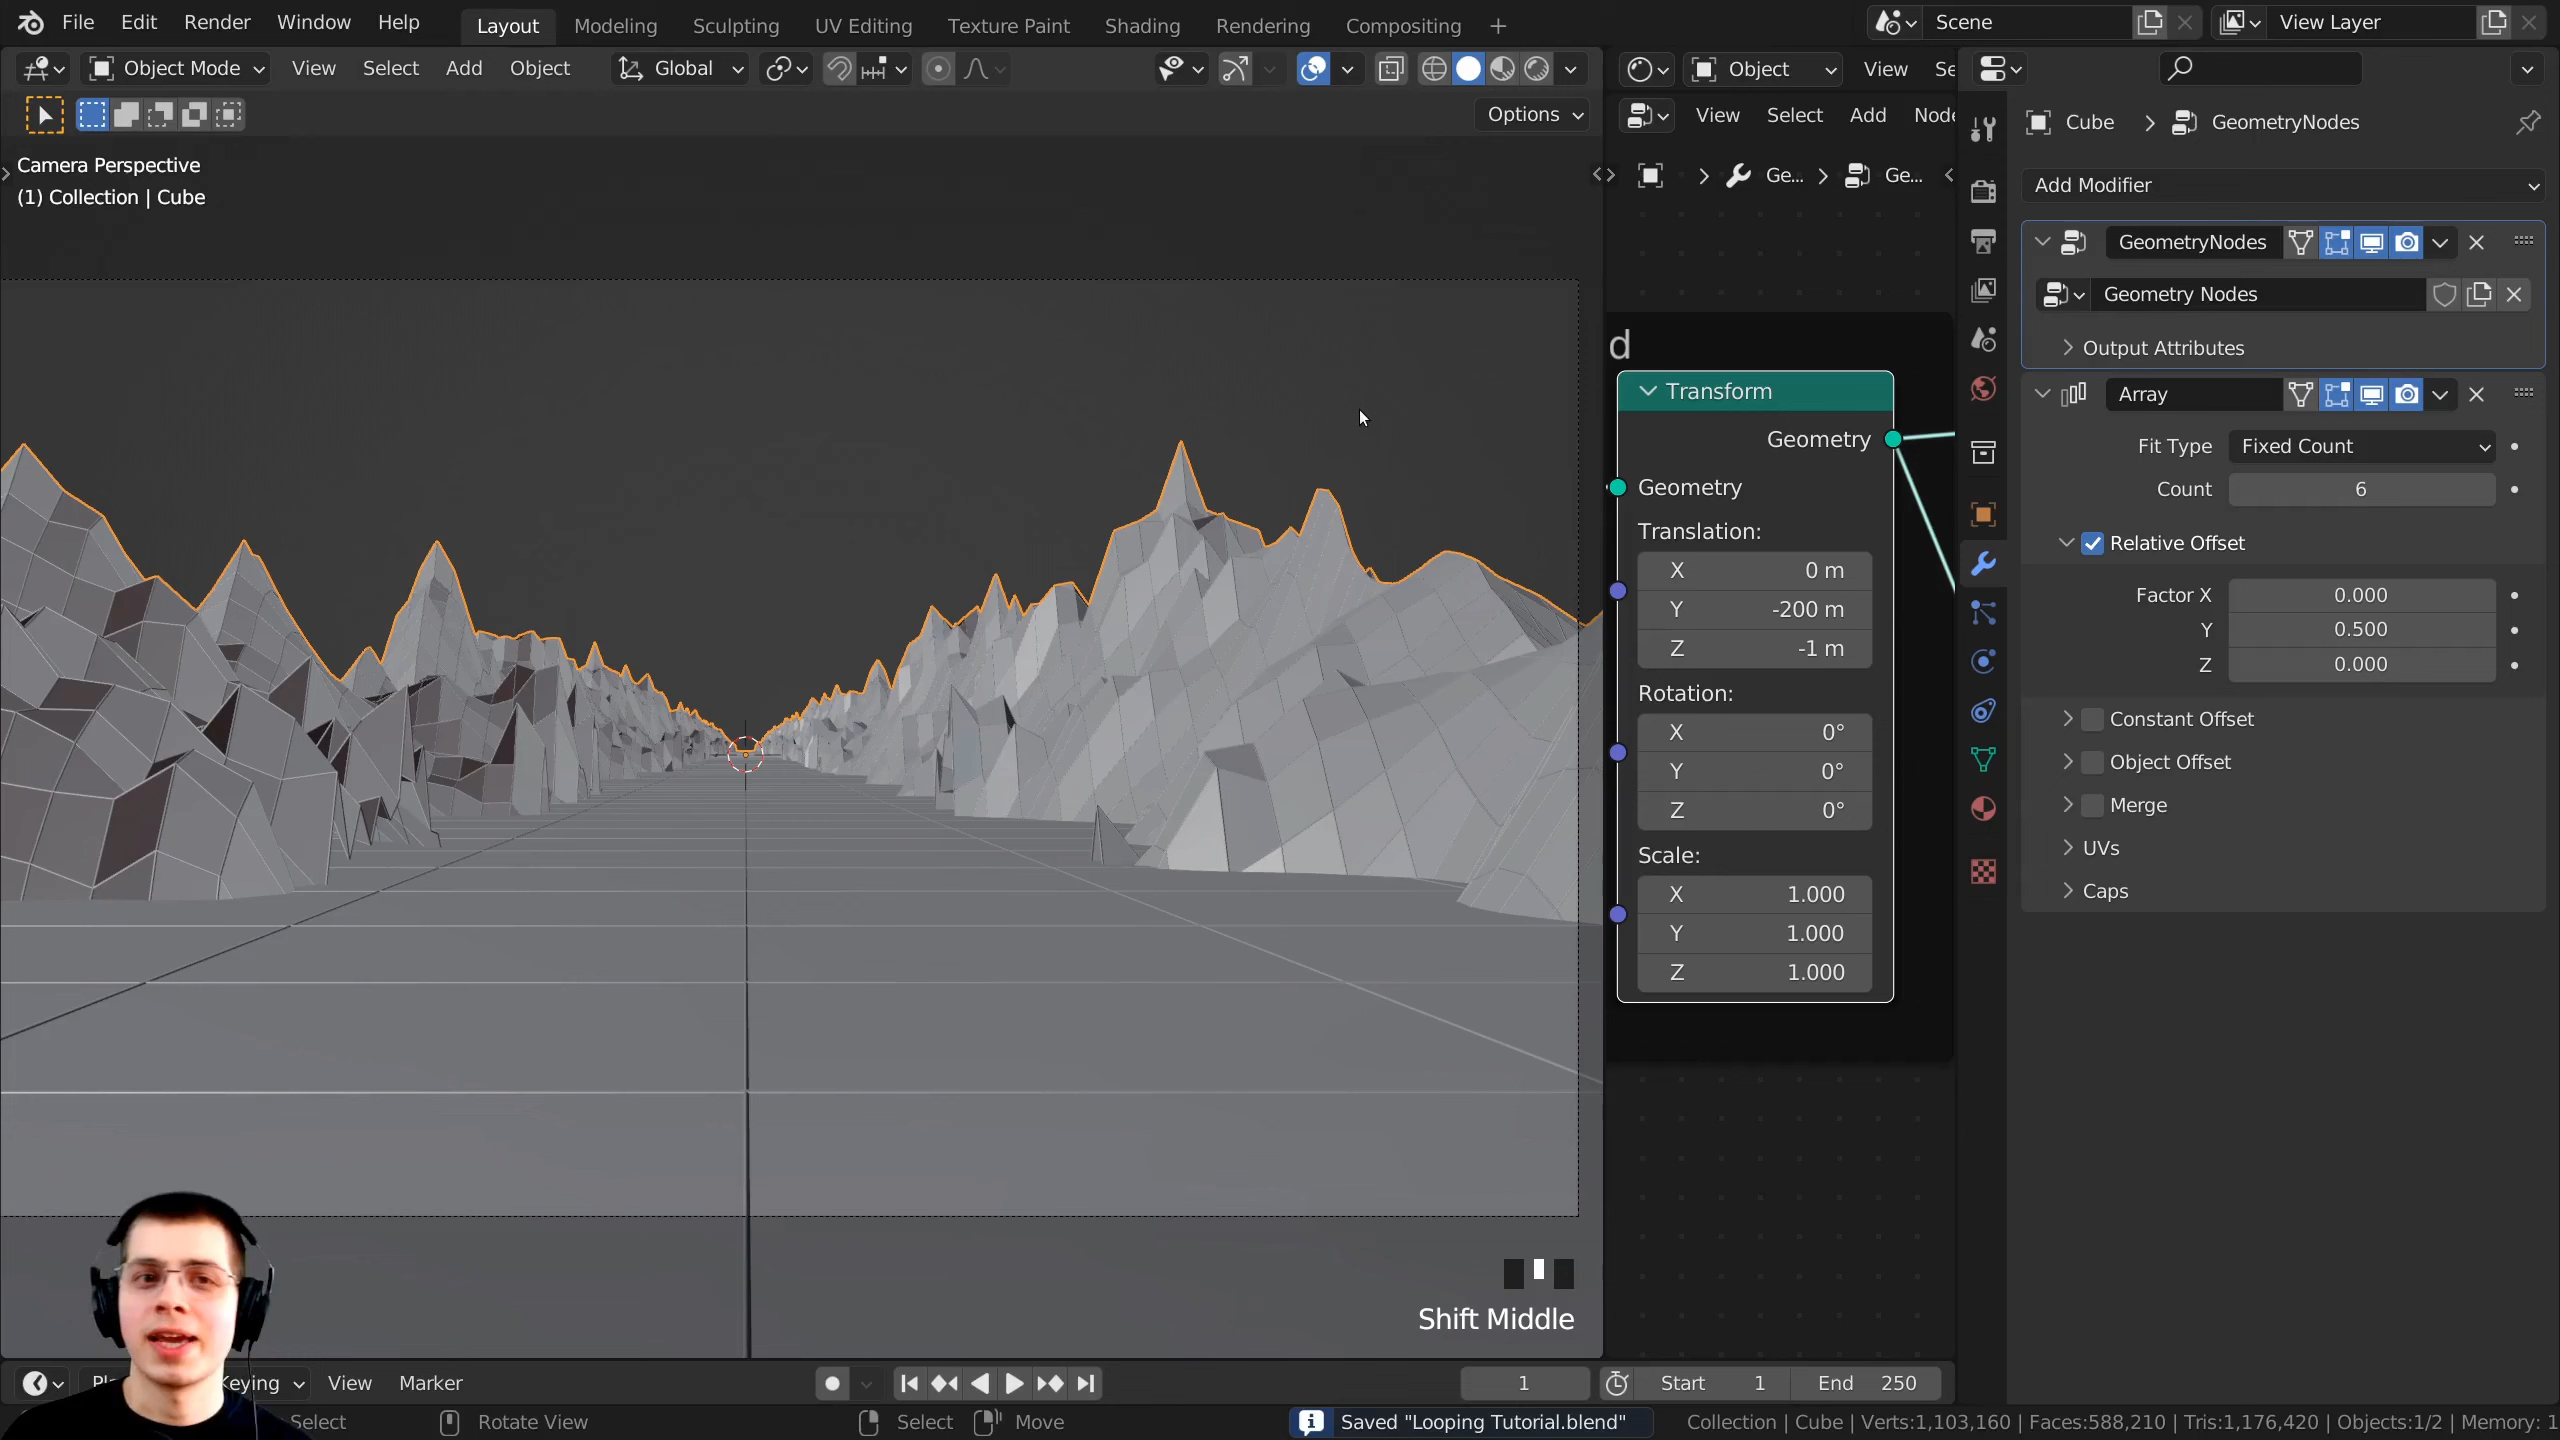 File Edit Render Window Help
Layout Modeling Sculpting UV Editing Texture Paint Shading Rendering Compositing +
Scene
View Layer
Object Mode View Select Add Object
Global
Object View Se
Options
View Select Add Node
Camera Perspective
(1) Collection | Cube
Ge... Ge...
Cube GeometryNodes
Add Modifier
GeometryNodes
Geometry Nodes
Output Attributes
Array
Fit Type Fixed Count
Count 6
Relative Offset
Factor X 0.000
Y 0.500
Z 0.000
Constant Offset
Object Offset
Merge
UVs
Caps
d
Transform
Geometry
Geometry
Translation:
X 0 m
Y -200 m
Z -1 m
Rotation:
X 0°
Y 0°
Z 0°
Scale:
X 1.000
Y 1.000
Z 1.000
Shift Middle
Keying View Marker
1
Start 1 End 250
Select Rotate View Select Move
Saved "Looping Tutorial.blend"
Collection | Cube | Verts:1,103,160 | Faces:588,210 | Tris:1,176,420 | Objects:1/2 | Memory: 1